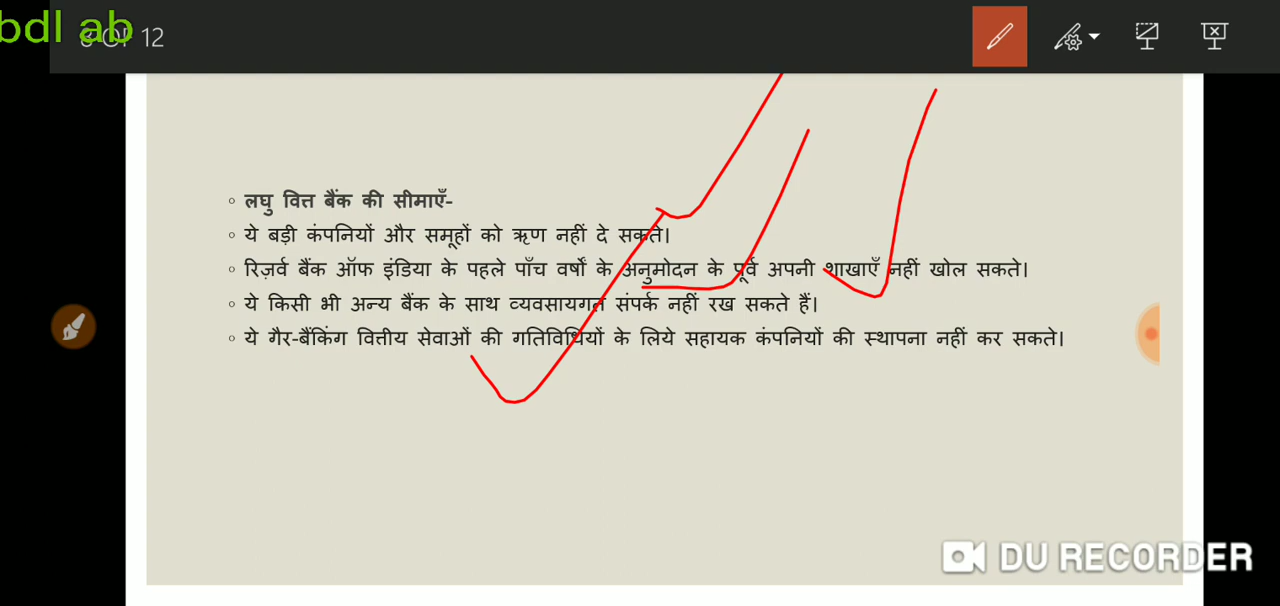 bdl ab
6 OF 12
लघु वित्त बैंक की सीमाएँ-
ये बड़ी कंपनियों और समूहों को ऋण नहीं दे सकते।
रिज़र्व बैंक ऑफ इंडिया के पहले पाँच वर्षों के अनुमोदन के पूर्व अपनी शाखाएँ नहीं खोल सकते।
ये किसी भी अन्य बैंक के साथ व्यवसायगत संपर्क नहीं रख सकते हैं।
ये गैर-बैंकिंग वित्तीय सेवाओं की गतिविधियों के लिये सहायक कंपनियों की स्थापना नहीं कर सकते।
DU RECORDER